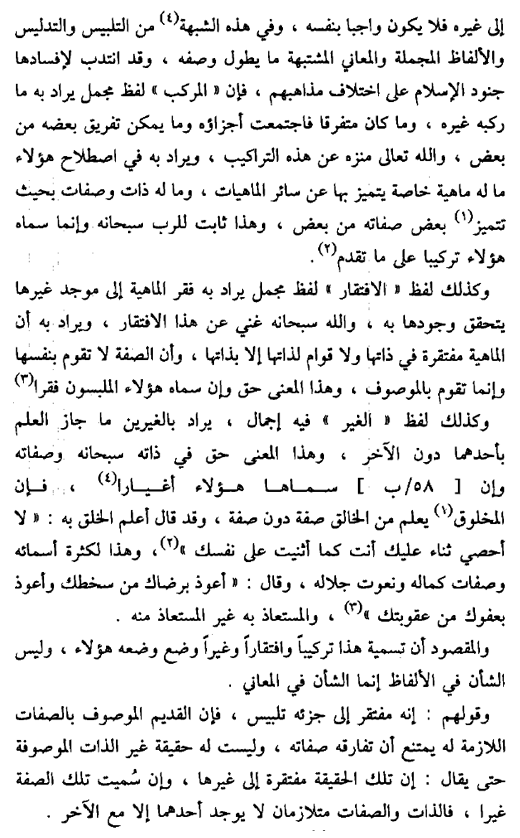 إلى غيره فلا يكون واجبا بنفسه ، وفي هذه الشبهة(٤) من التلبيس والتدليس
والألفاظ المجملة والمعاني المشتبهة ما يطول وصفه ، وقد انتدب لإفسادها
جنود الإسلام على اختلاف مذاهبهم ، فإن « المركب » لفظ مجمل يراد به ما
ركبه غيره ، وما كان متفرقا فاجتمعت أجزاؤه وما يمكن تفريق بعضه من
بعض ، والله تعالى منزه عن هذه التراكيب ، ويراد به في اصطلاح هؤلاء
ما له ماهية خاصة يتميز بها عن سائر الماهيات ، وما له ذات وصفات بحيث
تتميز(١) بعض صفاته من بعض ، وهذا ثابت للرب سبحانه وإنما سماه
هؤلاء تركيبا على ما تقدم(٢) .
وكذلك لفظ « الافتقار » لفظ مجمل يراد به فقر الماهية إلى موجد غيرها
يتحقق وجودها به ، والله سبحانه غني عن هذا الافتقار ، ويراد به أن
الماهية مفتقرة في ذاتها ولا قوام لذاتها إلا بذاتها ، وأن الصفة لا تقوم بنفسها
وإنما تقوم بالموصوف ، وهذا المعنى حق وإن سماه هؤلاء الملبسون فقرا(٣)
وكذلك لفظ « الغير » فيه إجمال ، يراد بالغيرين ما جاز العلم
بأحدهما دون الآخر ، وهذا المعنى حق في ذاته سبحانه وصفاته
وإن [ ٥٨/ب ] سماها هؤلاء أغيارا(٤) ، فإن
المخلوق(١) يعلم من الخالق صفة دون صفة ، وقد قال أعلم الخلق به : « لا
أحصي ثناء عليك أنت كما أثنيت على نفسك »(٢)، وهذا لكثرة أسمائه
وصفات كماله ونعوت جلاله ، وقال : « أعوذ برضاك من سخطك وأعوذ
بعفوك من عقوبتك »(٣) ، والمستعاذ به غير المستعاذ منه .
والمقصود أن تسمية هذا تركيباً وافتقاراً وغيراً وضع وضعه هؤلاء ، وليس
الشأن في الألفاظ إنما الشأن في المعاني .
وقولهم : إنه مفتقر إلى جزئه تلبيس ، فإن القديم الموصوف بالصفات
اللازمة له يمتنع أن تفارقه صفاته ، وليست له حقيقة غير الذات الموصوفة
حتى يقال : إن تلك الحقيقة مفتقرة إلى غيرها ، وإن سُميت تلك الصفة
غيرا ، فالذات والصفات متلازمان لا يوجد أحدهما إلا مع الآخر .